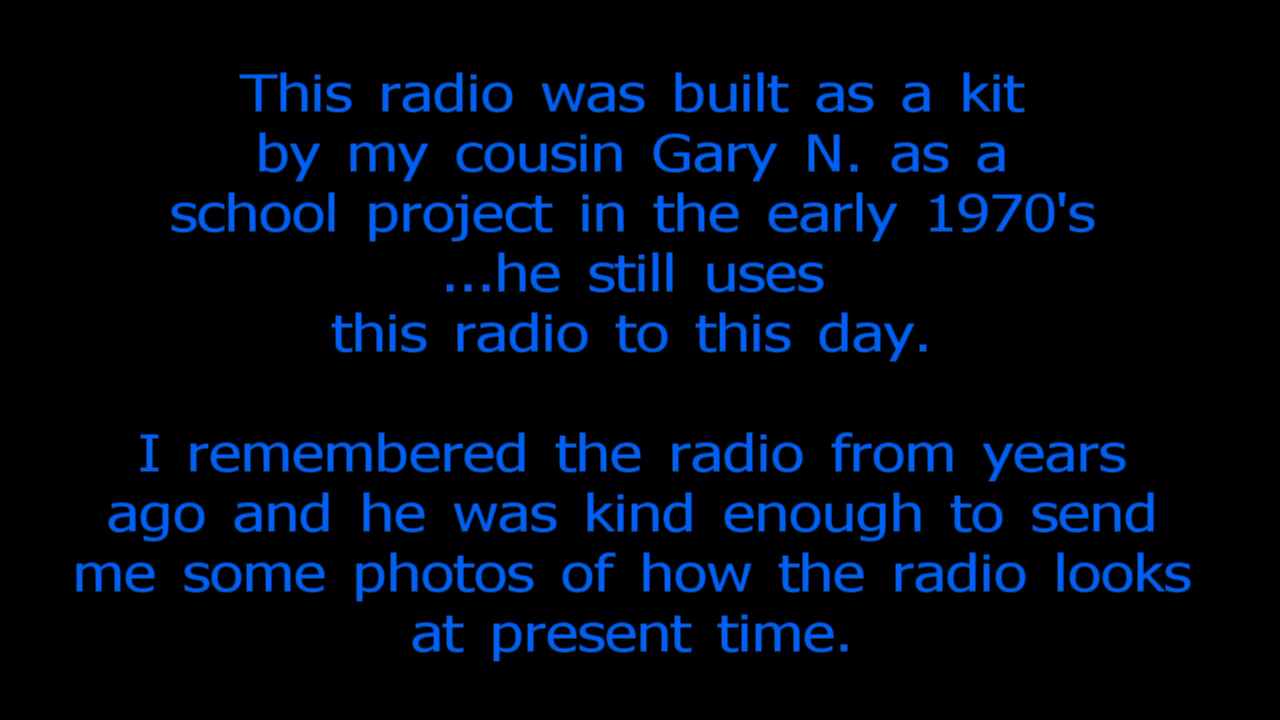 This radio was built as a kit
by my cousin Gary N. as a
school project in the early 1970's
...he still uses
this radio to this day.
I remembered the radio from years
ago and he was kind enough to send
me some photos of how the radio looks
at present time.